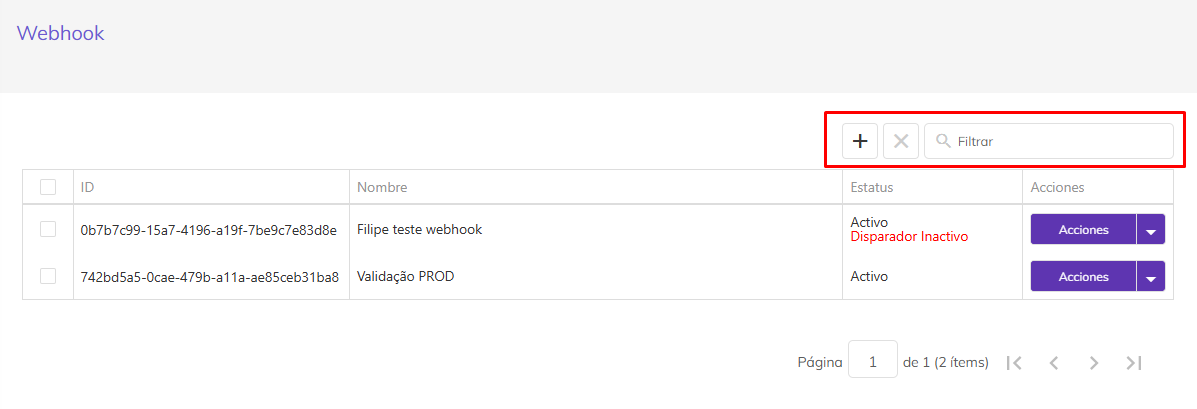 Webhook
Filtrar
ID Nombre Estatus Acciones
0b7b7c99-15a7-4196-a19f-7be9c7e83d8e Filipe teste webhook Activo Acciones
Disparador Inactivo
742bd5a5-0cae-479b-a11a-ae85ceb31ba8 Validação PROD Activo Acciones
Página 1 de 1 (2 ítems)